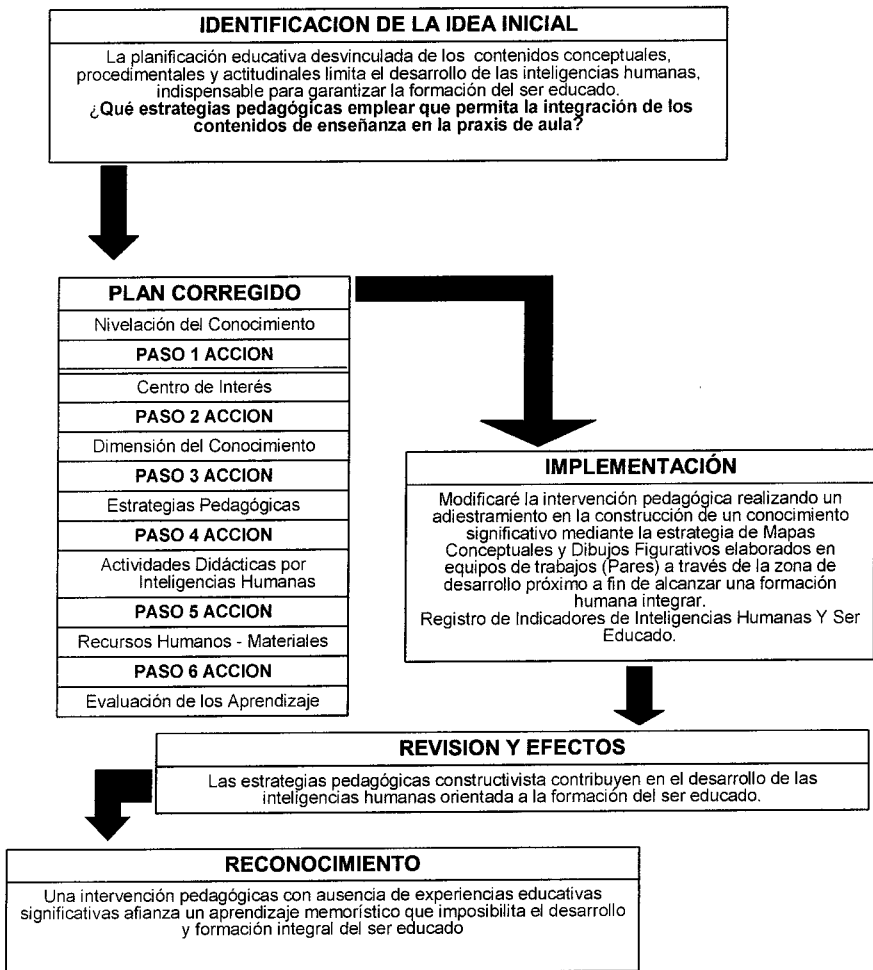 IDENTIFICACION DE LA IDEA INICIAL
La planificación educativa desvinculada de los contenidos conceptuales,
procedimentales y actitudinales limita el desarrollo de las inteligencias humanas,
indispensable para garantizar la formación del ser educado.
¿Qué estrategias pedagógicas emplear que permita la integración de los
contenidos de enseñanza en la praxis de aula?
PLAN CORREGIDO
Nivelación del Conocimiento
PASO 1 ACCION
Centro de Interés
PASO 2 ACCION
Dimensión del Conocimiento
PASO 3 ACCION
Estrategias Pedagógicas
PASO 4 ACCION
Actividades Didácticas por
Inteligencias Humanas
PASO 5 ACCION
Recursos Humanos - Materiales
PASO 6 ACCION
Evaluación de los Aprendizaje
IMPLEMENTACIÓN
Modificaré la intervención pedagógica realizando un
adiestramiento en la construcción de un conocimiento
significativo mediante la estrategia de Mapas
Conceptuales y Dibujos Figurativos elaborados en
equipos de trabajos (Pares) a través de la zona de
desarrollo próximo a fin de alcanzar una formación
humana integrar.
Registro de Indicadores de Inteligencias Humanas Y Ser
Educado.
REVISION Y EFECTOS
Las estrategias pedagógicas constructivista contribuyen en el desarrollo de las
inteligencias humanas orientada a la formación del ser educado.
RECONOCIMIENTO
Una intervención pedagógicas con ausencia de experiencias educativas
significativas afianza un aprendizaje memorístico que imposibilita el desarrollo
y formación integral del ser educado